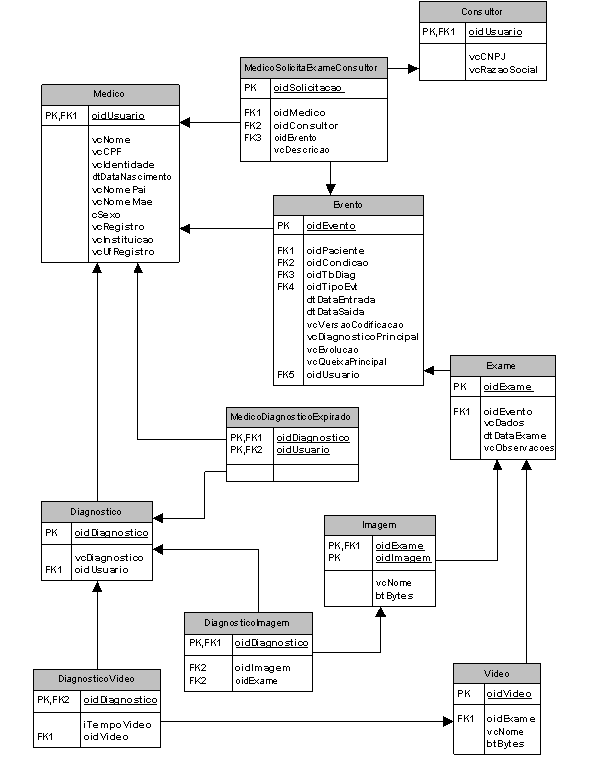 Consultor
PK,FK1 oidUsuario
vcCNPJ
vcRazaoSocial
MedicoSolicitaExameConsultor
PK oidSolicitacao
FK1 oidMedico
FK2 oidConsultor
FK3 oidEvento
vcDescricao
Medico
PK,FK1 oidUsuario
vcNome
vcCPF
vcIdentidade
dtDataNascimento
vcNomePai
vcNomeMae
cSexo
vcRegistro
vcInstituicao
vcUfRegistro
Evento
PK oidEvento
FK1 oidPaciente
FK2 oidCondicao
FK3 oidTbDiag
FK4 oidTipoEvt
dtDataEntrada
dtDataSaida
vcVersaoCodificacao
vcDiagnosticoPrincipal
vcEvolucao
vcQueixaPrincipal
FK5 oidUsuario
Exame
PK oidExame
FK1 oidEvento
vcDados
dtDataExame
vcObservacoes
MedicoDiagnosticoExpirado
PK,FK1 oidDiagnostico
PK,FK2 oidUsuario
Diagnostico
PK oidDiagnostico
vcDiagnostico
FK1 oidUsuario
Imagem
PK,FK1 oidExame
PK oidImagem
vcNome
btBytes
DiagnosticoImagem
PK,FK1 oidDiagnostico
FK2 oidImagem
FK2 oidExame
DiagnosticoVideo
PK,FK2 oidDiagnostico
iTempoVideo
FK1 oidVideo
Video
PK oidVideo
FK1 oidExame
vcNome
btBytes